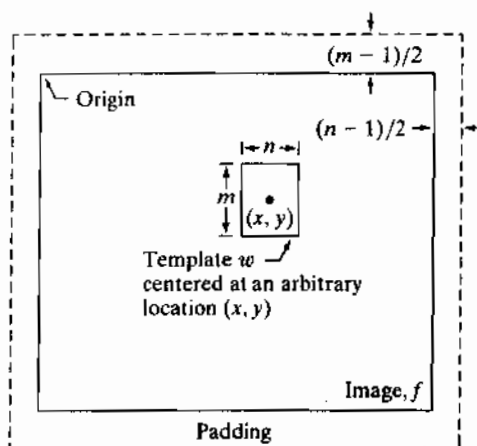 (m − 1)/2
Origin
(n − 1)/2
n
m
(x, y)
Template w
centered at an arbitrary
location (x, y)
Image, f
Padding